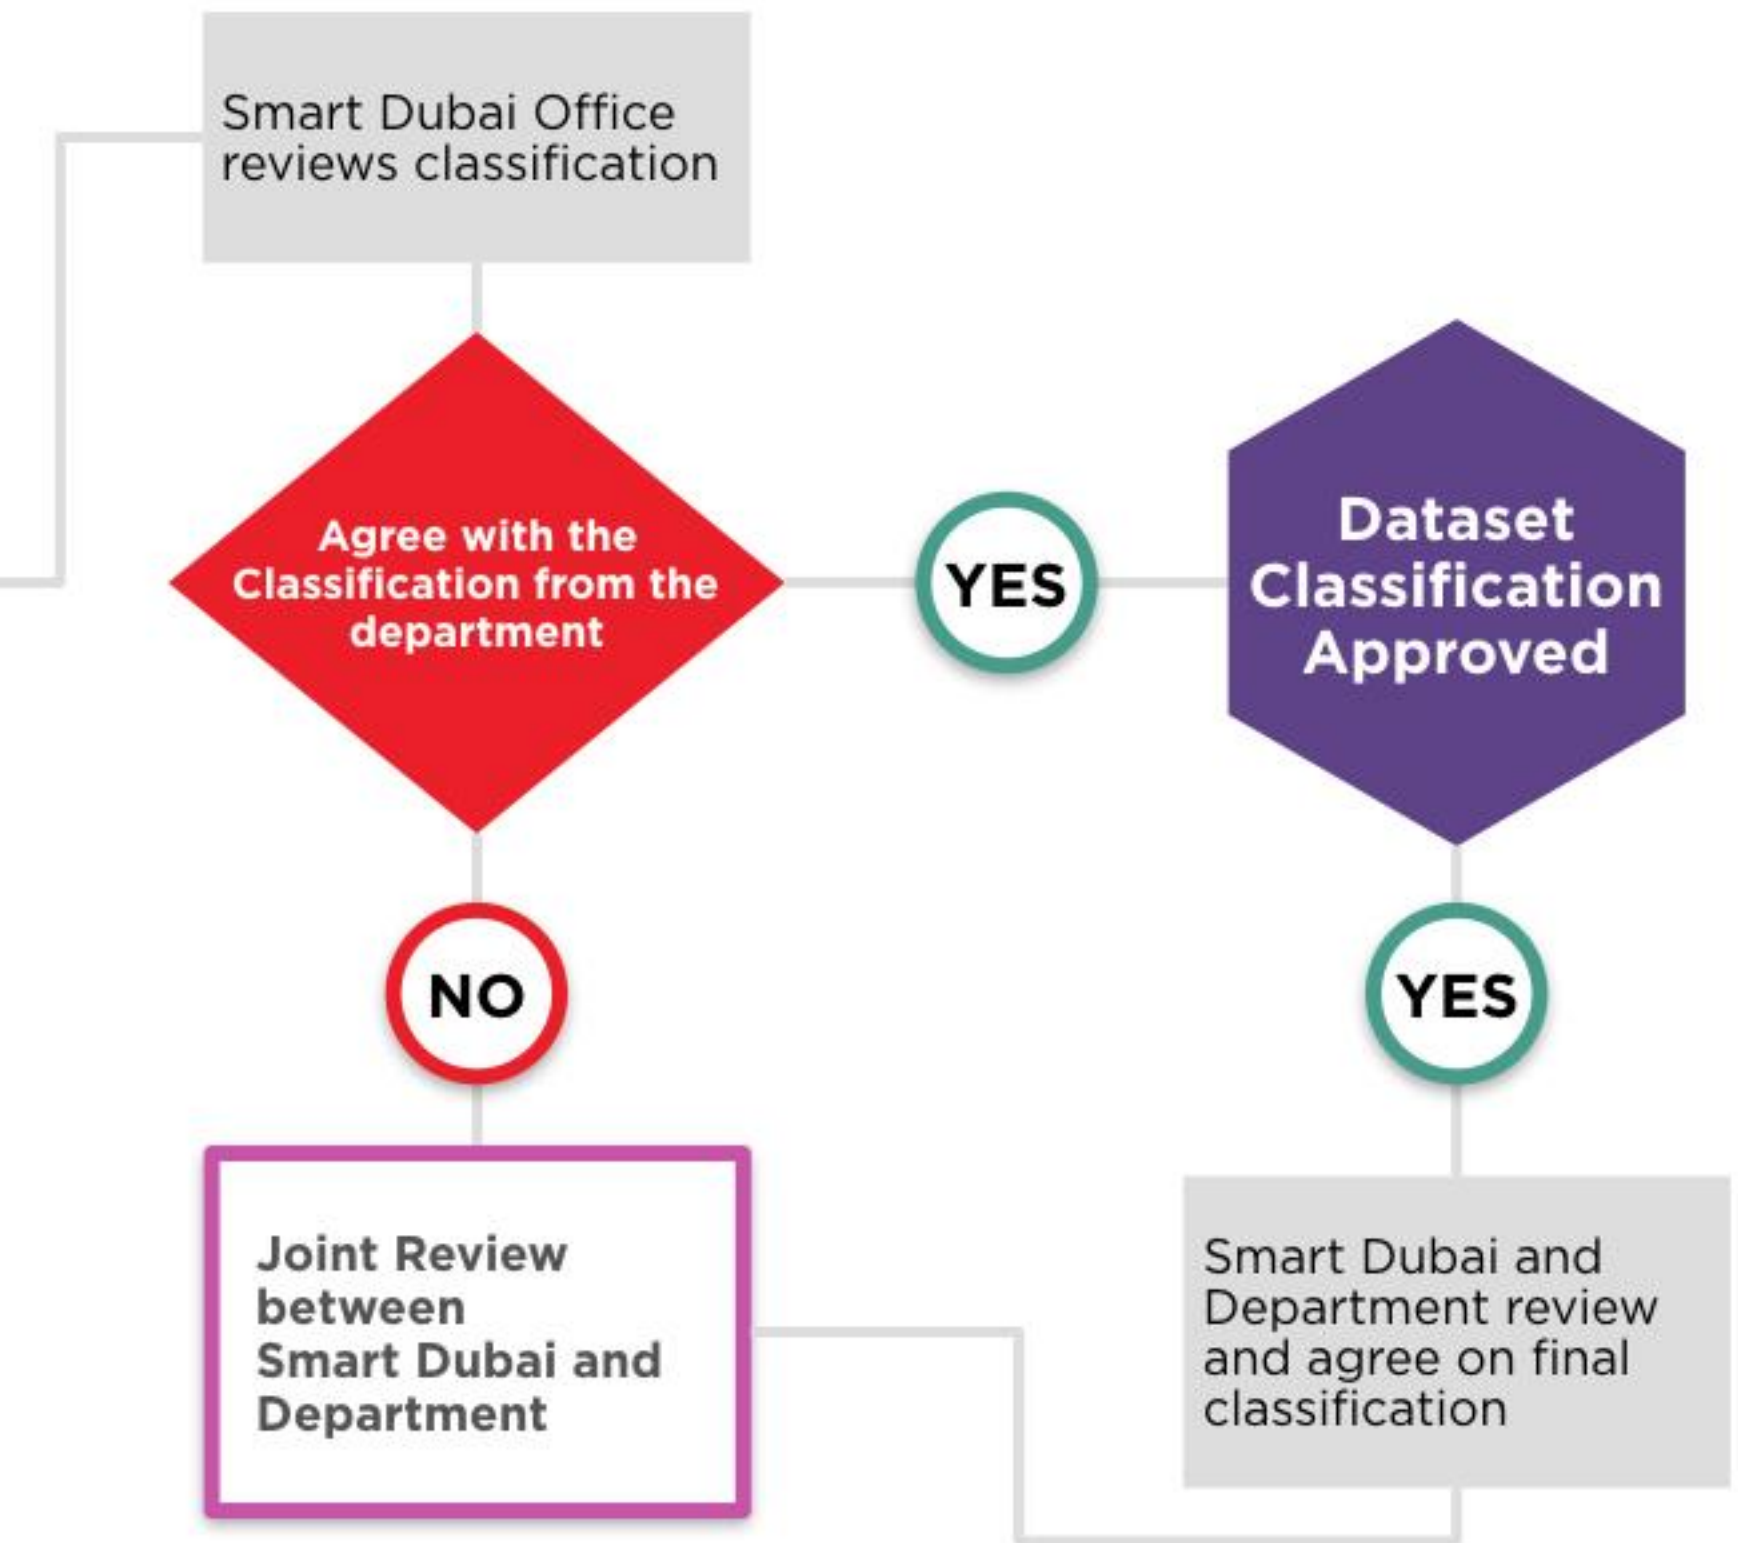 Smart Dubai Office
reviews classification
Agree with the
Classification from the
department
YES
Dataset
Classification
Approved
NO
YES
Joint Review
between
Smart Dubai and
Department
Smart Dubai and
Department review
and agree on final
classification